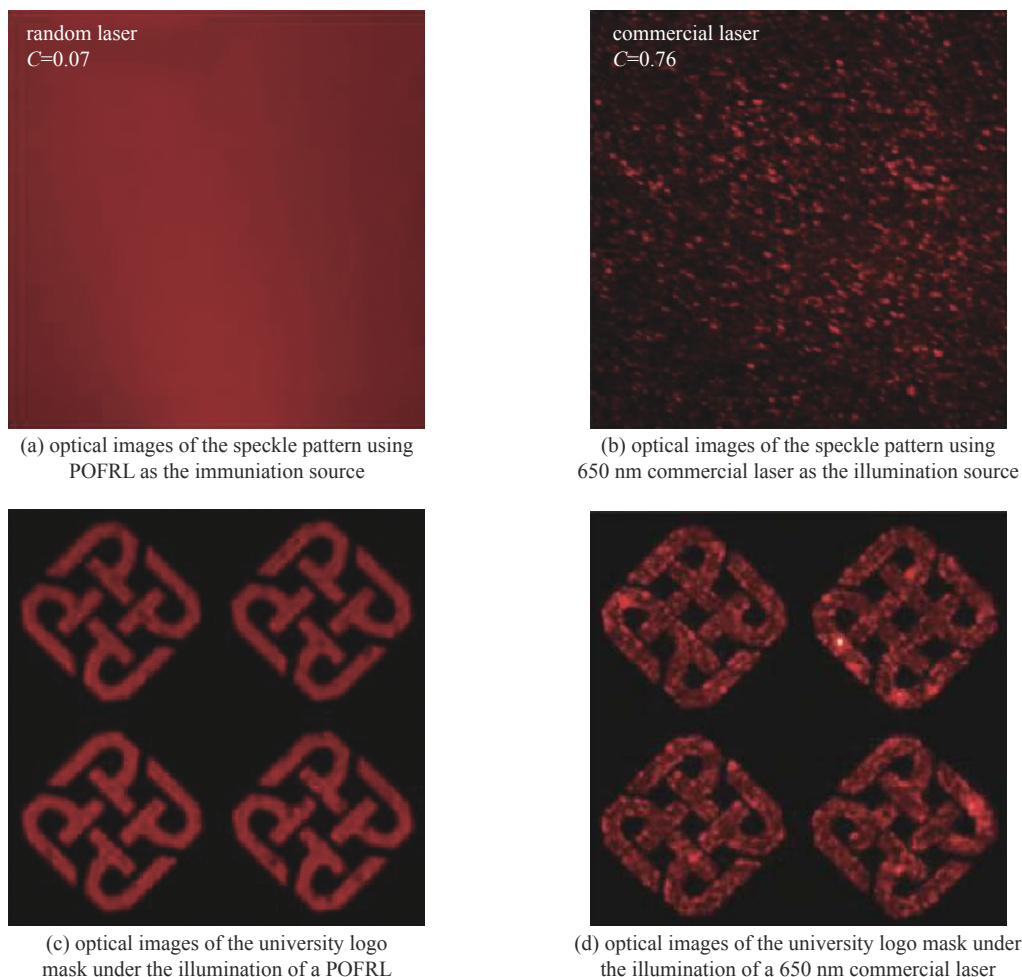 random laser
C=0.07
commercial laser
C=0.76
(a) optical images of the speckle pattern using
POFRL as the immuniation source
(b) optical images of the speckle pattern using
650 nm commercial laser as the illumination source
(c) optical images of the university logo
mask under the illumination of a POFRL
(d) optical images of the university logo mask under
the illumination of a 650 nm commercial laser